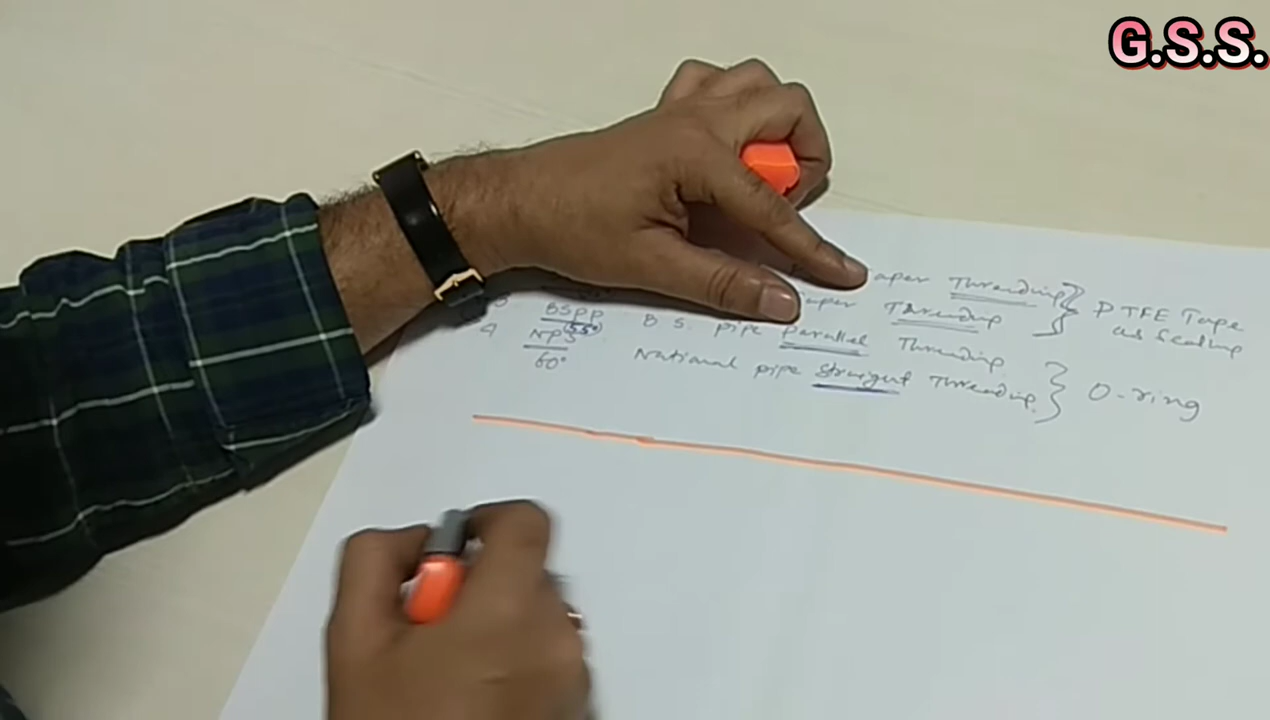 G.S.S.
aper Threading
aper Threading } PTFE Tape as Sealing
BSPP (55°) B S. pipe parallel Threading
4 NPS 60° National pipe straight Threading } O-ring